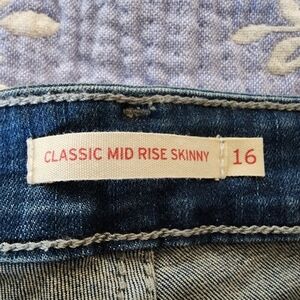 CLASSIC MID RISE SKINNY 16